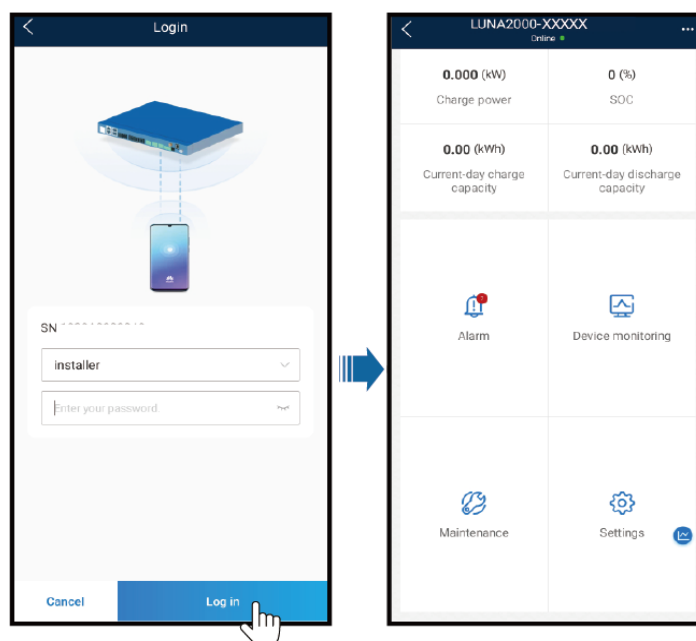 Login
SN
installer
Enter your password.
Cancel
Log in
LUNA2000-XXXXX
Online
0.000 (kW)
Charge power
0 (%)
SOC
0.00 (kWh)
Current-day charge
capacity
0.00 (kWh)
Current-day discharge
capacity
Alarm
Device monitoring
Maintenance
Settings